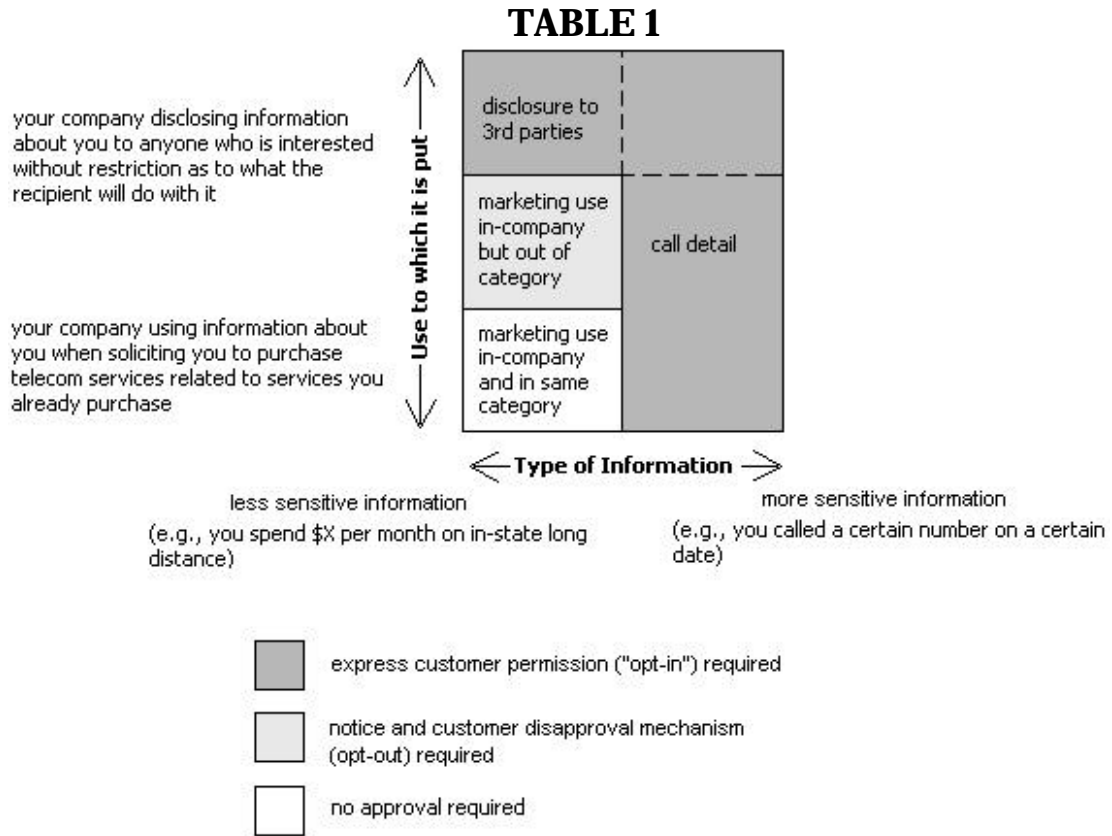 TABLE 1
your company disclosing information
about you to anyone who is interested
without restriction as to what the
recipient will do with it
your company using information about
you when soliciting you to purchase
telecom services related to services you
already purchase
Use to which it is put
disclosure to
3rd parties
marketing use
in-company
but out of
category
call detail
marketing use
in-company
and in same
category
Type of Information
less sensitive information
(e.g., you spend $X per month on in-state long
distance)
more sensitive information
(e.g., you called a certain number on a certain
date)
express customer permission ("opt-in") required
notice and customer disapproval mechanism
(opt-out) required
no approval required